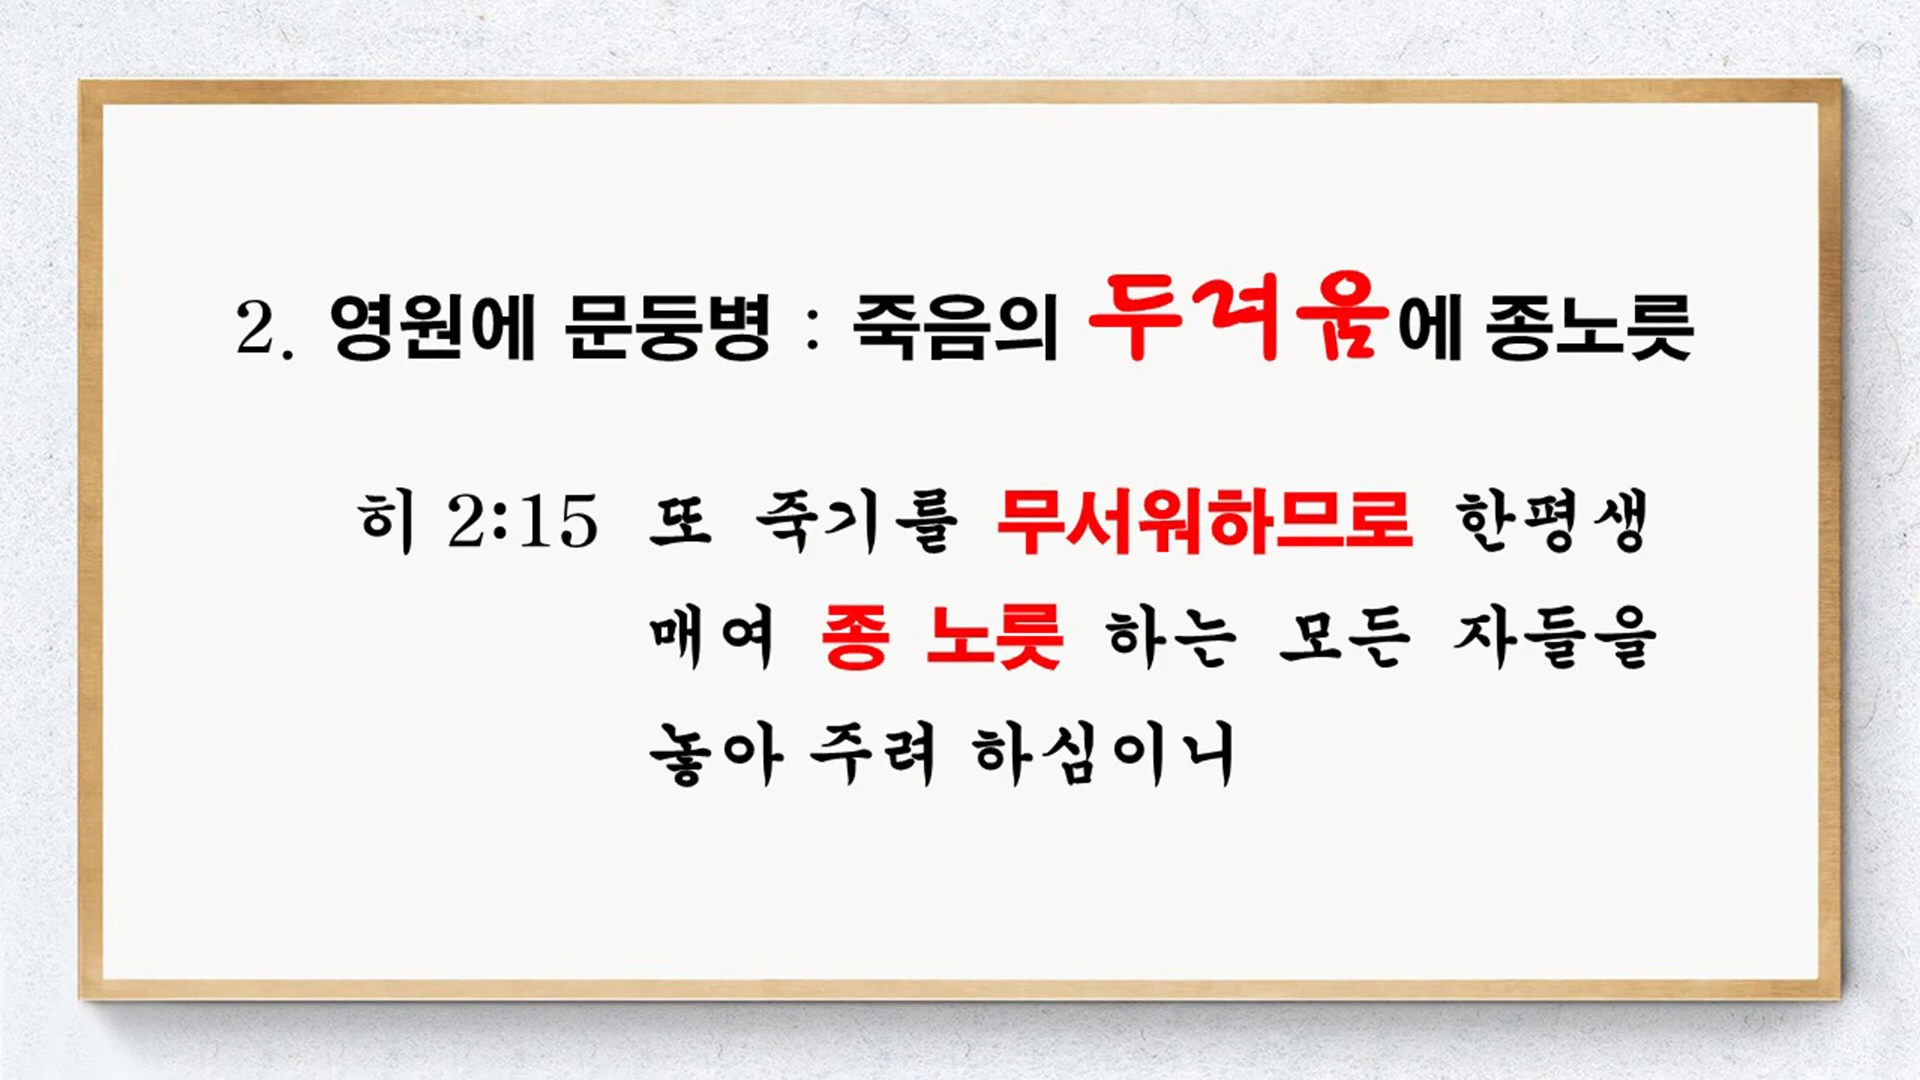 2. 영원에 문둥병 : 죽음의 두려움에 종노릇
히 2:15 또 죽기를 무서워하므로 한평생
매여 종 노릇 하는 모든 자들을
놓아 주려 하심이니